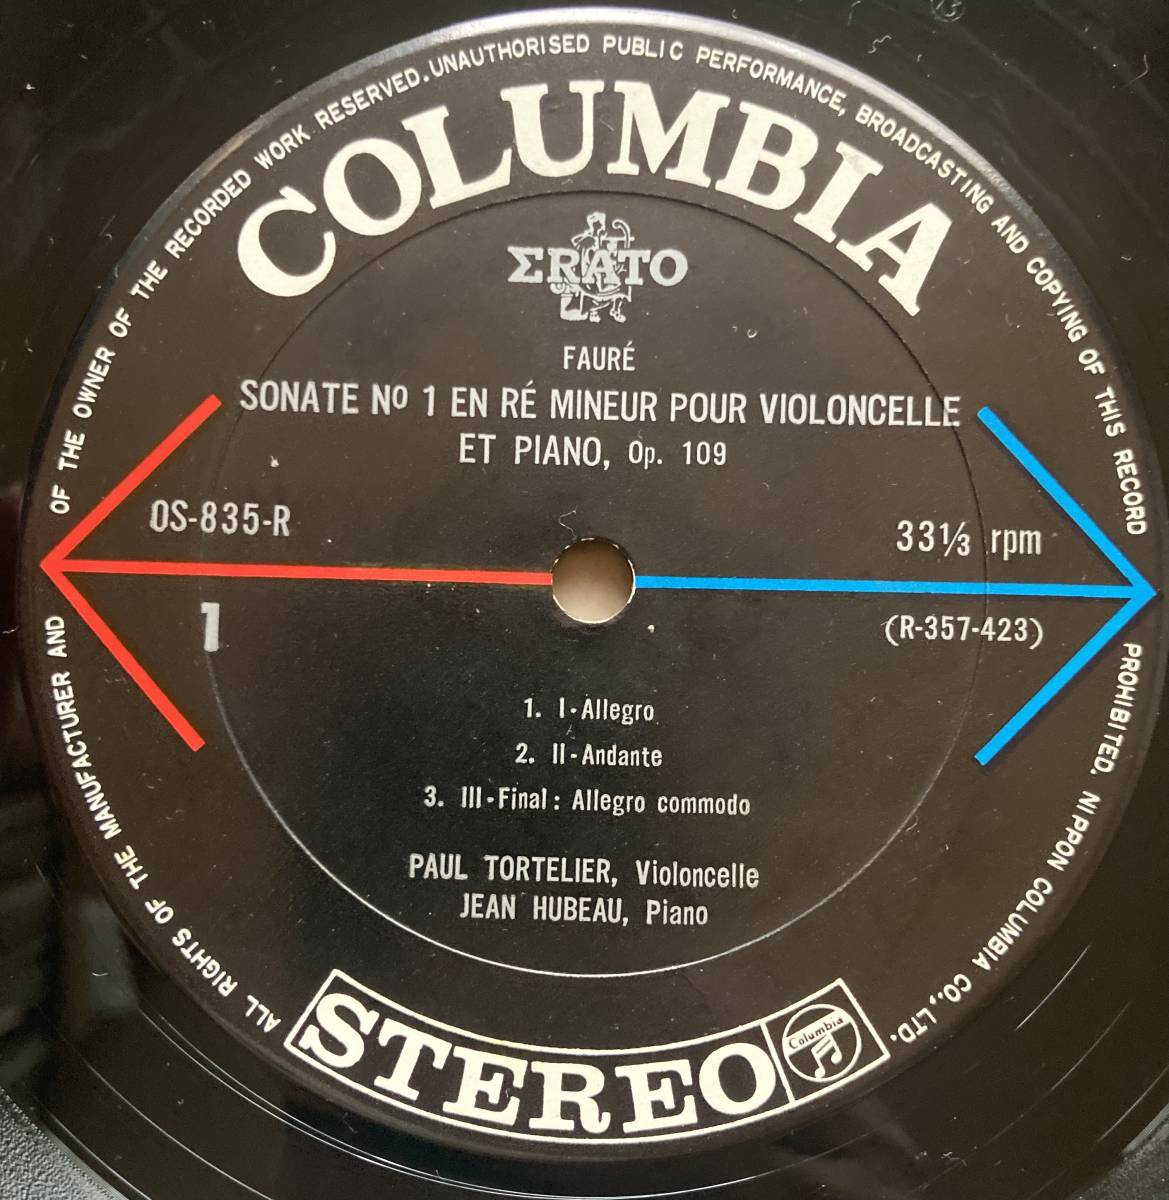 ALL RIGHTS OF THE MANUFACTURER AND OF THE OWNER OF THE RECORDED WORK RESERVED. UNAUTHORISED PUBLIC PERFORMANCE, BROADCASTING AND COPYING OF THIS RECORD PROHIBITED. NIPPON COLUMBIA CO., LTD.
COLUMBIA
ΣRATO
FAURÉ
SONATE No 1 EN RÉ MINEUR POUR VIOLONCELLE
ET PIANO, Op. 109
OS-835-R
33⅓ rpm
1
(R-357-423)
1. I-Allegro
2. II-Andante
3. III-Final: Allegro commodo
PAUL TORTELIER, Violoncelle
JEAN HUBEAU, Piano
STEREO
Columbia